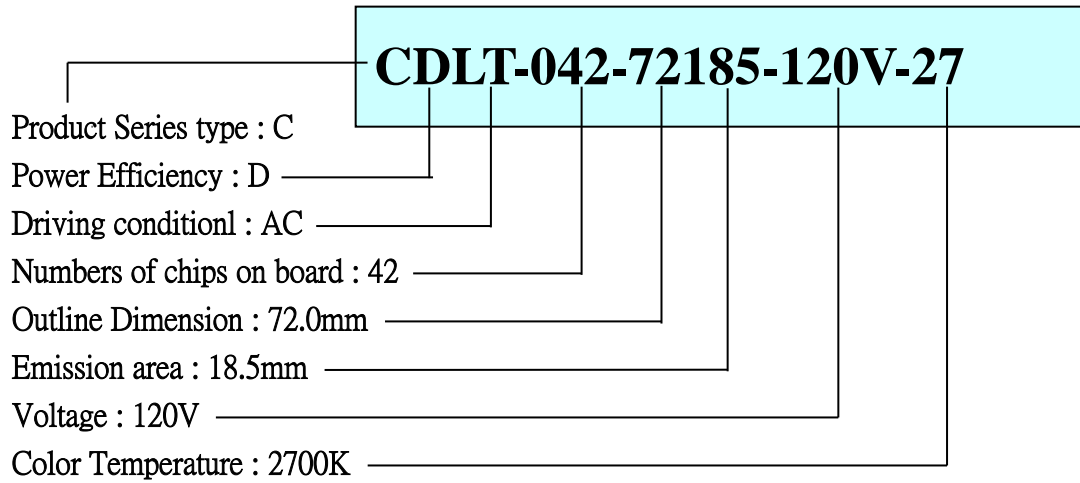 CDLT-042-72185-120V-27
Product Series type : C
Power Efficiency : D
Driving conditionl : AC
Numbers of chips on board : 42
Outline Dimension : 72.0mm
Emission area : 18.5mm
Voltage : 120V
Color Temperature : 2700K